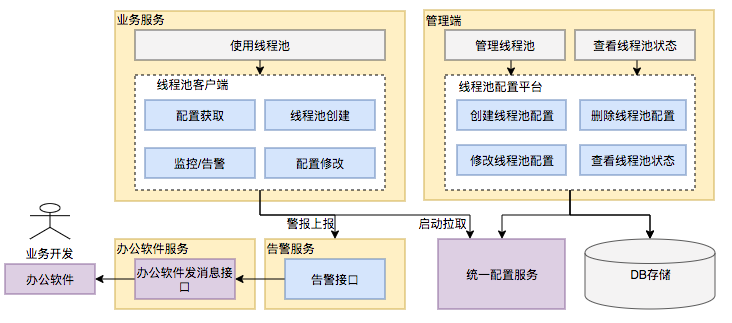 业务服务
使用线程池
线程池客户端
配置获取
线程池创建
监控/告警
配置修改
管理端
管理线程池
查看线程池状态
线程池配置平台
创建线程池配置
删除线程池配置
修改线程池配置
查看线程池状态
警报上报
启动拉取
业务开发
办公软件
办公软件服务
办公软件发消息接
口
告警服务
告警接口
统一配置服务
DB存储